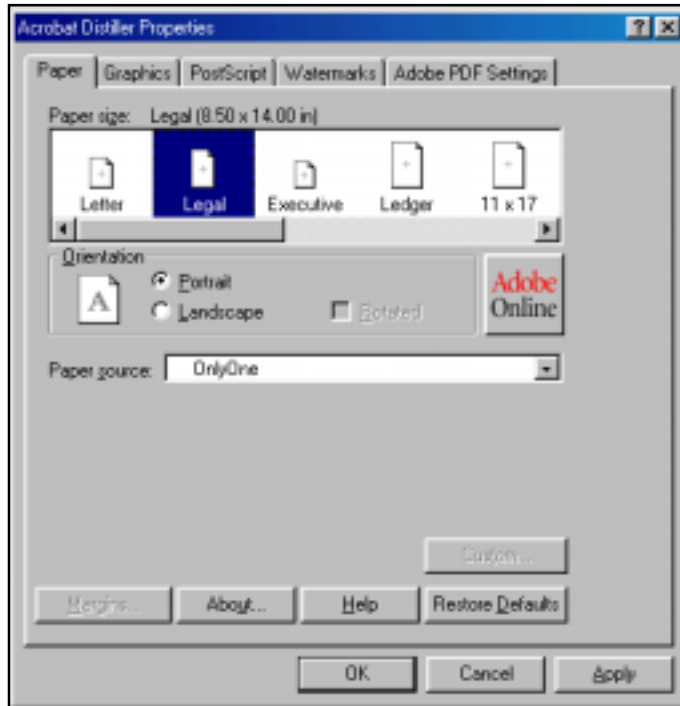 Acrobat Distiller Properties
Paper Graphics PostScript Watermarks Adobe PDF Settings
Paper size: Legal (8.50 x 14.00 in)
Letter Legal Executive Ledger 11 x 17
Orientation
A
Portrait
Landscape Rotated
Adobe
Online
Paper source: OnlyOne
Custom...
Margins... About... Help Restore Defaults
OK Cancel Apply